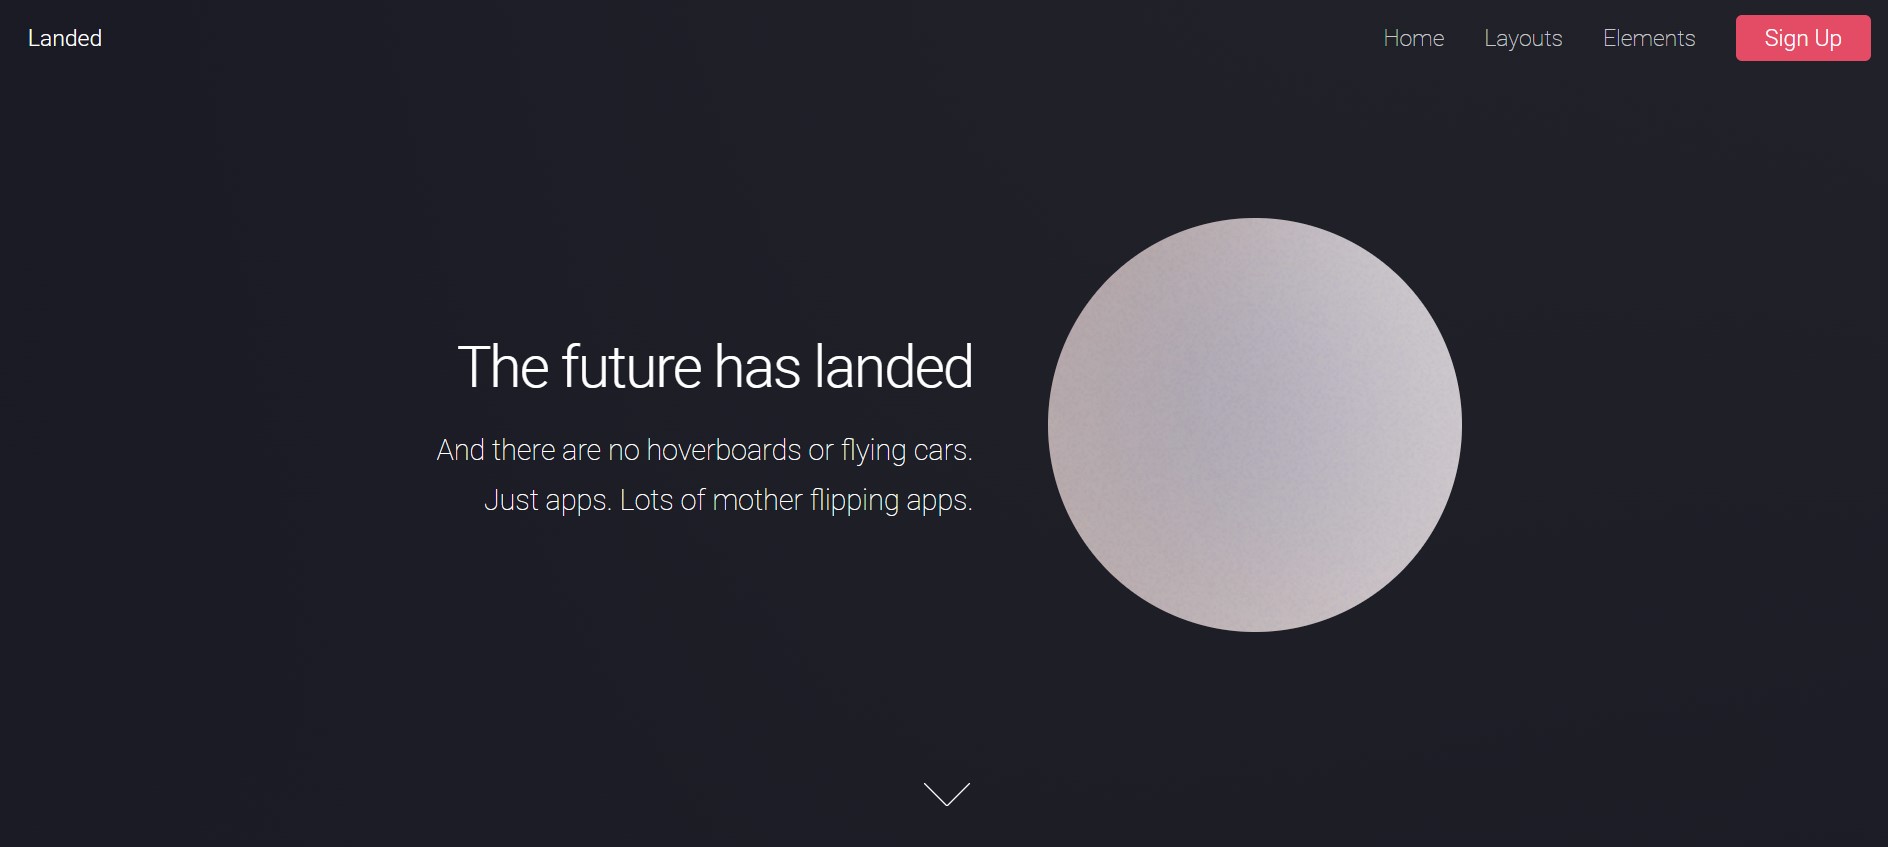 Landed
Home Layouts Elements Sign Up
The future has landed
And there are no hoverboards or flying cars.
Just apps. Lots of mother flipping apps.